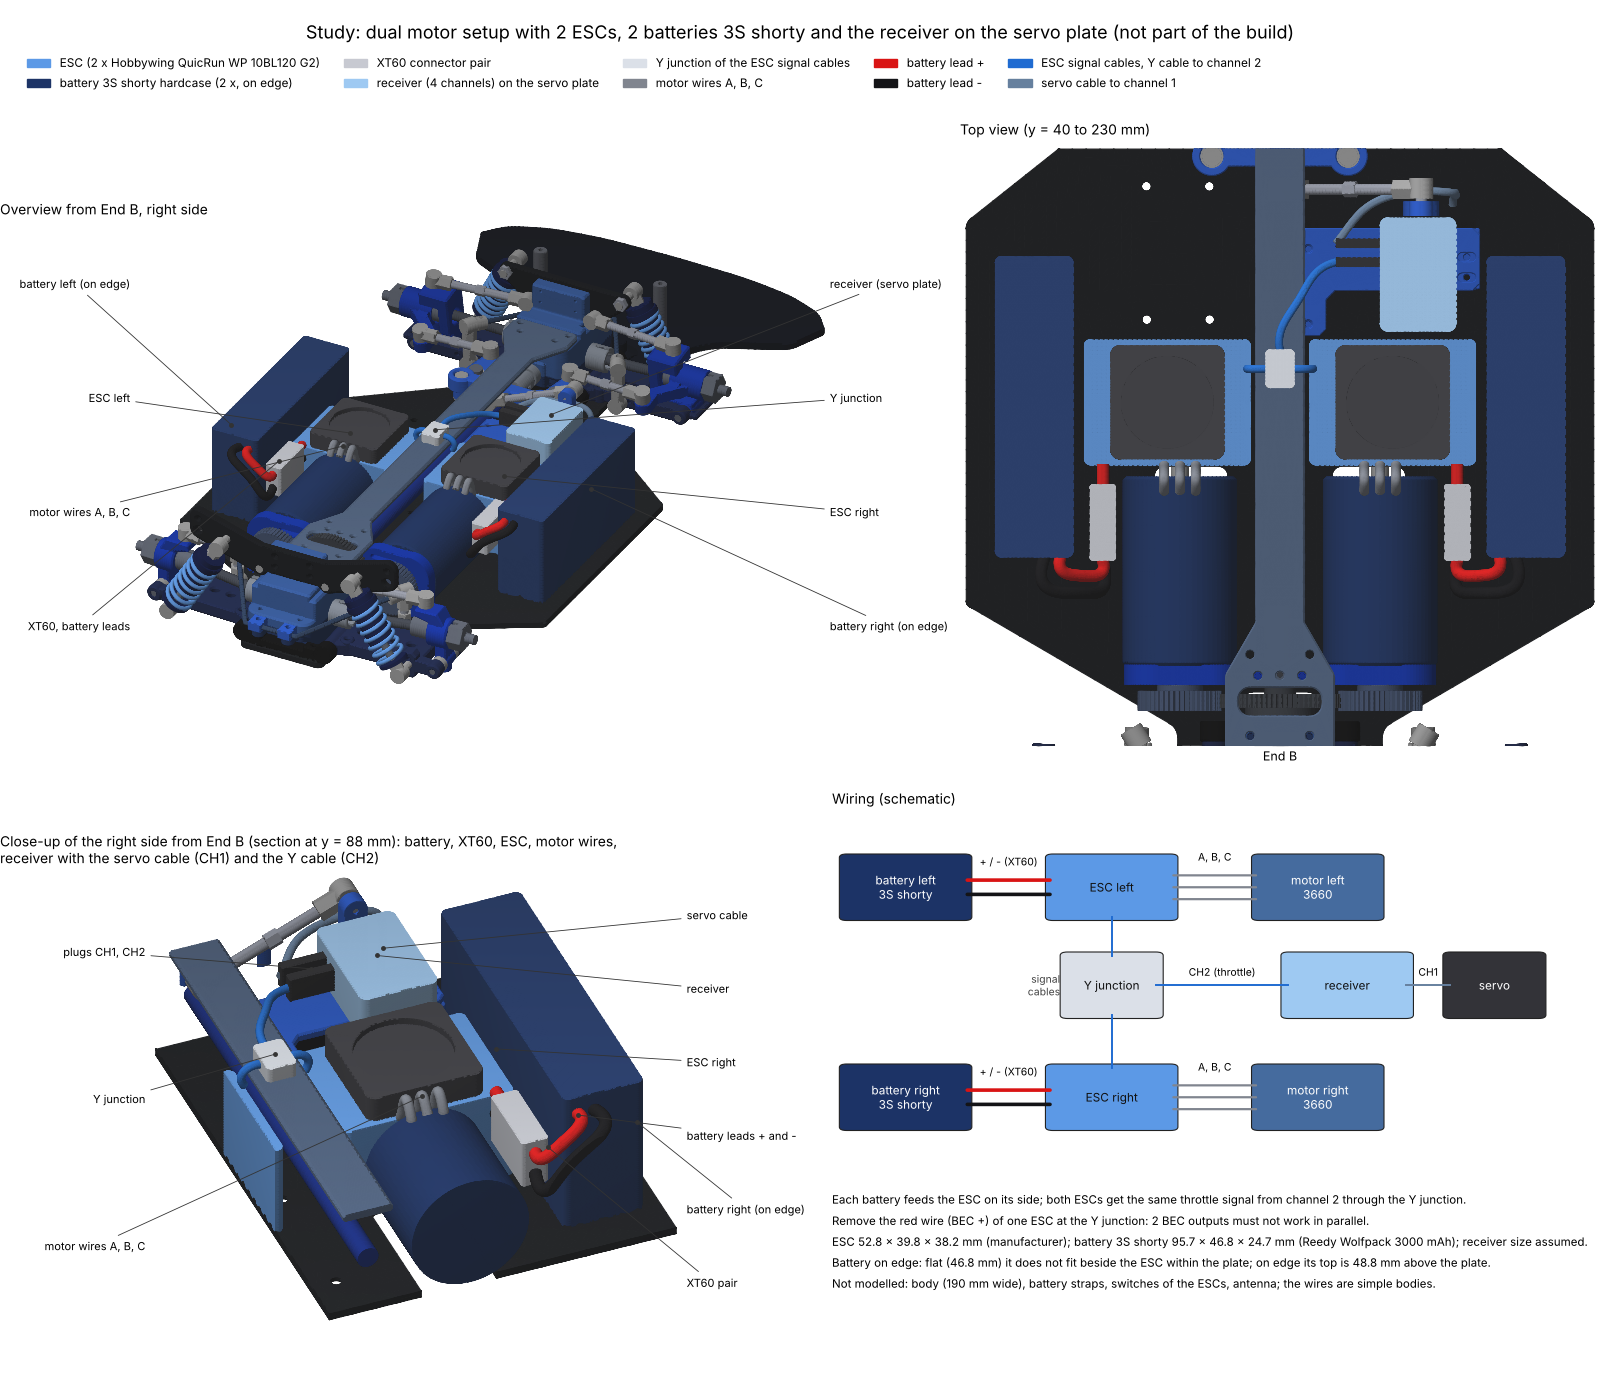 Study: dual motor setup with 2 ESCs, 2 batteries 3S shorty and the receiver on the servo plate (not part of the build)
ESC (2 x Hobbywing QuicRun WP 10BL120 G2)
XT60 connector pair
Y junction of the ESC signal cables
battery lead +
ESC signal cables, Y cable to channel 2
battery 3S shorty hardcase (2 x, on edge)
receiver (4 channels) on the servo plate
motor wires A, B, C
battery lead -
servo cable to channel 1
Top view (y = 40 to 230 mm)
Overview from End B, right side
battery left (on edge)
receiver (servo plate)
ESC left
Y junction
motor wires A, B, C
ESC right
XT60, battery leads
battery right (on edge)
End B
Wiring (schematic)
Close-up of the right side from End B (section at y = 88 mm): battery, XT60, ESC, motor wires,
receiver with the servo cable (CH1) and the Y cable (CH2)
servo cable
plugs CH1, CH2
receiver
ESC right
Y junction
battery leads + and -
battery right (on edge)
motor wires A, B, C
XT60 pair
battery left
3S shorty
+ / - (XT60)
ESC left
A, B, C
motor left
3660
signal
cables
Y junction
CH2 (throttle)
receiver
CH1
servo
battery right
3S shorty
+ / - (XT60)
ESC right
A, B, C
motor right
3660
Each battery feeds the ESC on its side; both ESCs get the same throttle signal from channel 2 through the Y junction.
Remove the red wire (BEC +) of one ESC at the Y junction: 2 BEC outputs must not work in parallel.
ESC 52.8 × 39.8 × 38.2 mm (manufacturer); battery 3S shorty 95.7 × 46.8 × 24.7 mm (Reedy Wolfpack 3000 mAh); receiver size assumed.
Battery on edge: flat (46.8 mm) it does not fit beside the ESC within the plate; on edge its top is 48.8 mm above the plate.
Not modelled: body (190 mm wide), battery straps, switches of the ESCs, antenna; the wires are simple bodies.